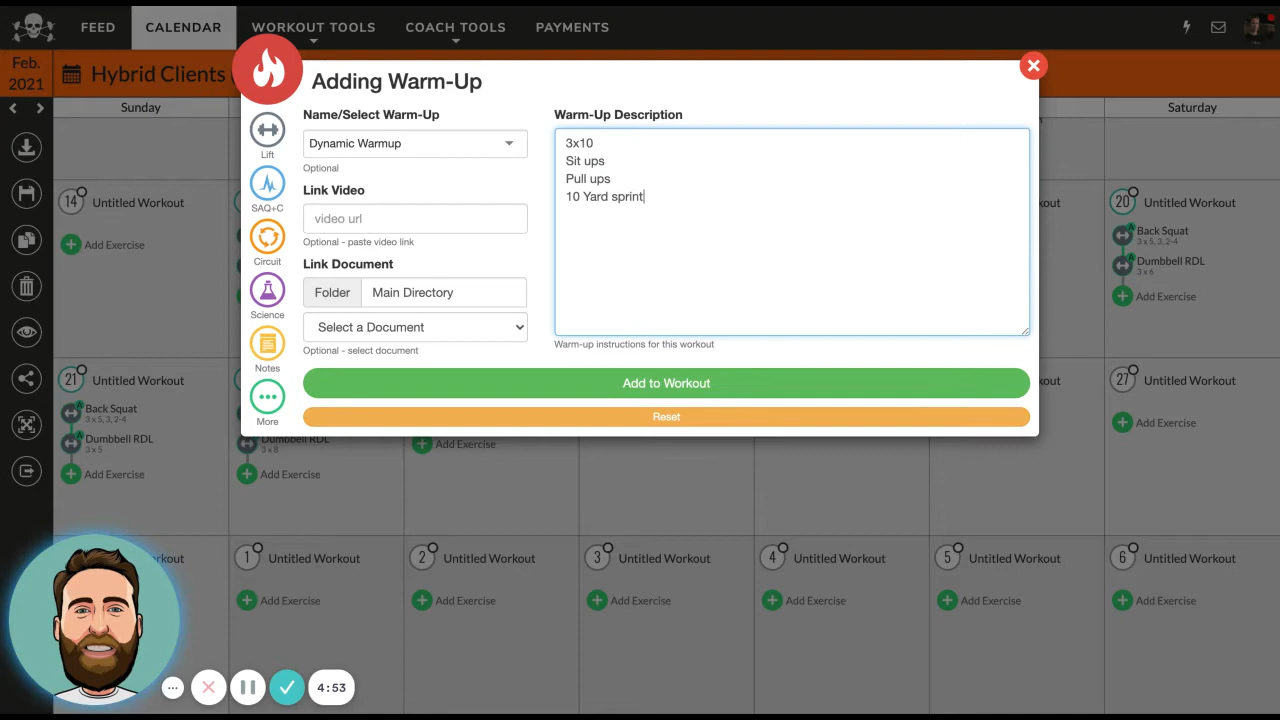 FEED
CALENDAR
WORKOUT TOOLS
COACH TOOLS
PAYMENTS
Feb.
2021
Hybrid Clients
Sunday
Saturday
Adding Warm-Up
Name/Select Warm-Up
Dynamic Warmup
Optional
Link Video
video url
Optional - paste video link
Link Document
Folder
Main Directory
Select a Document
Optional - select document
Warm-Up Description
3x10
Sit ups
Pull ups
10 Yard sprint
Warm-up instructions for this workout
Add to Workout
Reset
Lift
SAQ+C
Circuit
Science
Notes
More
14
Untitled Workout
Add Exercise
20
Untitled Workout
A
Back Squat
3 x 5, 3, 2-4
A
Dumbbell RDL
3 x 6
Add Exercise
21
Untitled Workout
A
Back Squat
3 x 5, 3, 2-4
A
Dumbbell RDL
3 x 5
Add Exercise
Dumbbell RDL
3 x 8
Add Exercise
Add Exercise
27
Untitled Workout
Add Exercise
1
Untitled Workout
Add Exercise
2
Untitled Workout
Add Exercise
3
Untitled Workout
Add Exercise
4
Untitled Workout
Add Exercise
5
Untitled Workout
Add Exercise
6
Untitled Workout
Add Exercise
4:53